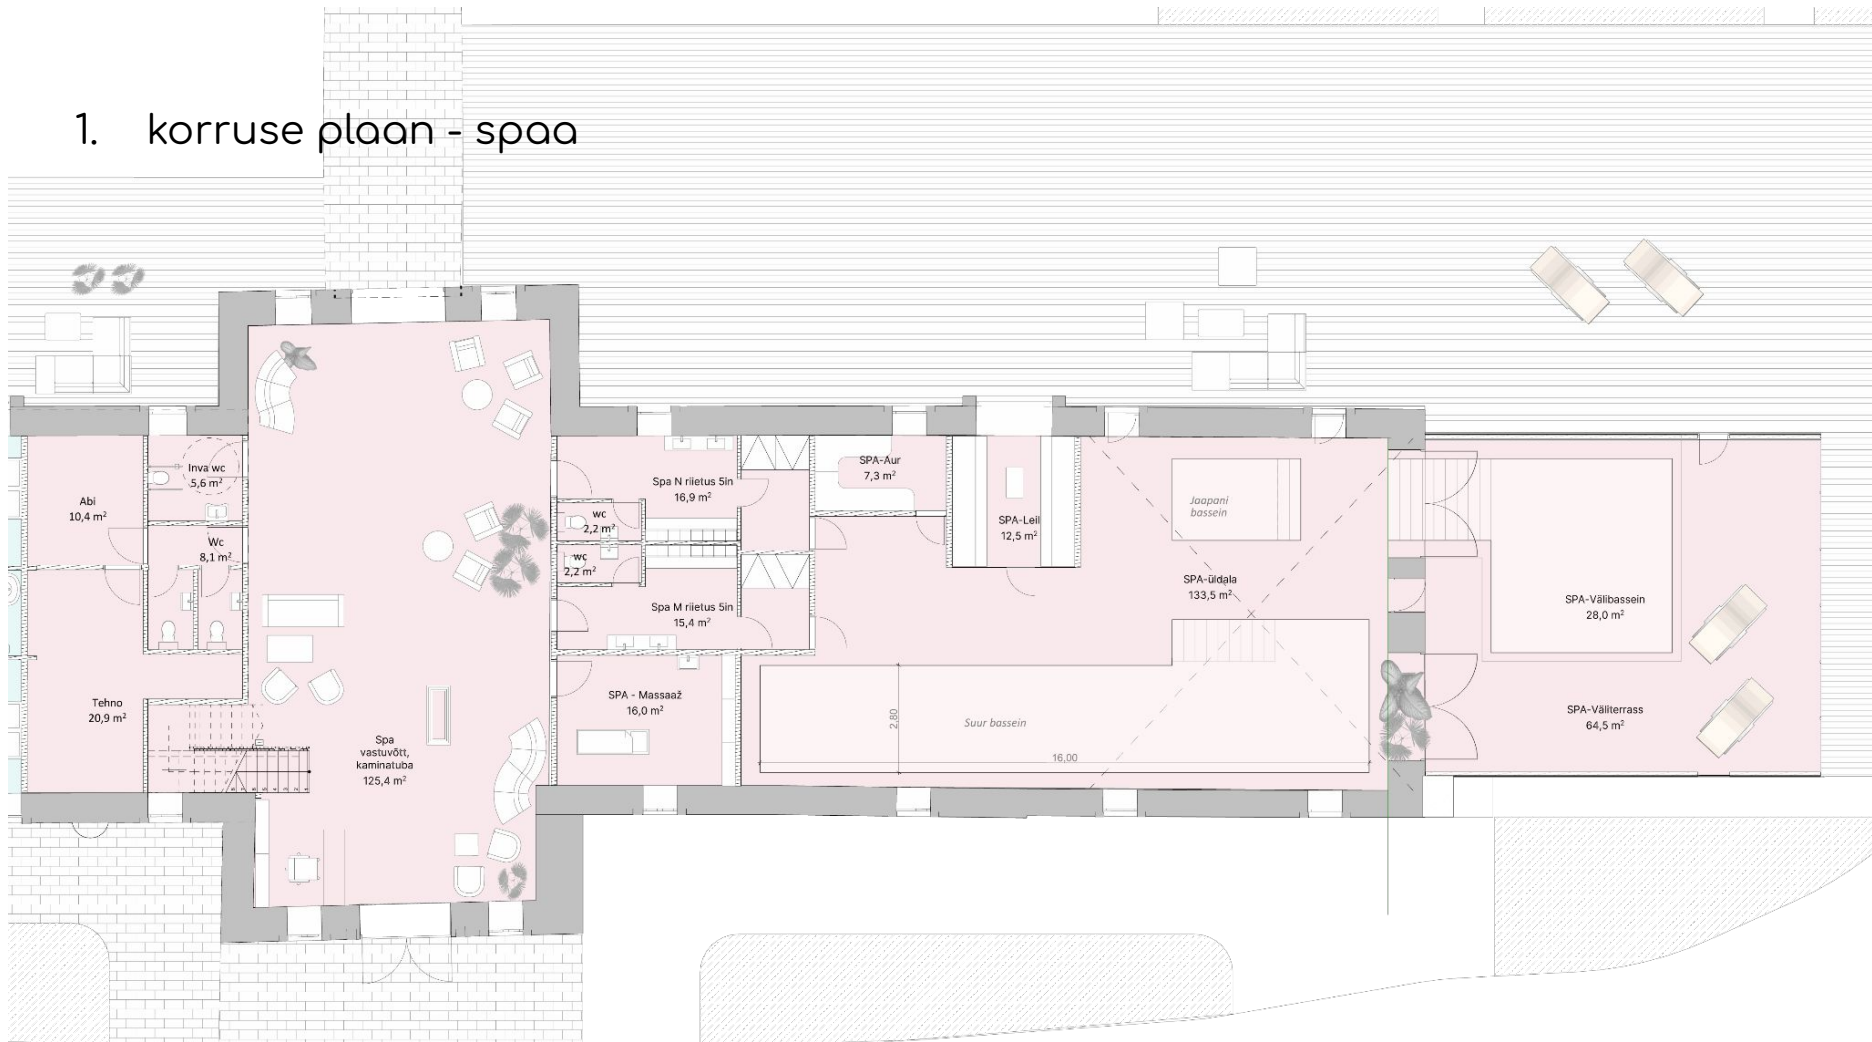 1. korruse plaan - spaa
Abi
10,4 m²
Inva wc
5,6 m²
Wc
8,1 m²
Tehno
20,9 m²
Spa
vastuvõtt,
kaminatuba
125,4 m²
Spa N riietus 5in
16,9 m²
wc
2,2 m²
wc
2,2 m²
Spa M riietus 5in
15,4 m²
SPA - Massaaž
16,0 m²
SPA-Aur
7,3 m²
SPA-Leil
12,5 m²
Jaapani
bassein
SPA-üldala
133,5 m²
2,80
Suur bassein
16,00
SPA-Välibassein
28,0 m²
SPA-Väliterrass
64,5 m²